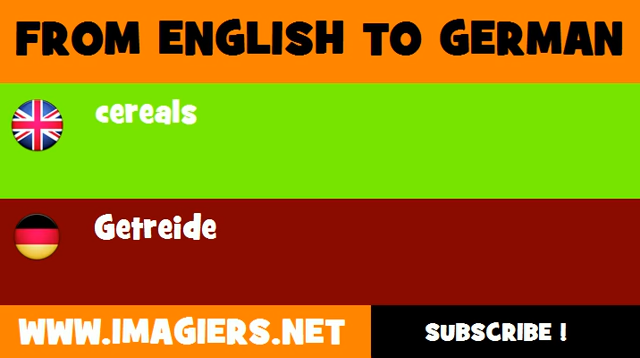 FROM ENGLISH TO GERMAN
cereals
Getreide
WWW.IMAGIERS.NET
SUBSCRIBE !